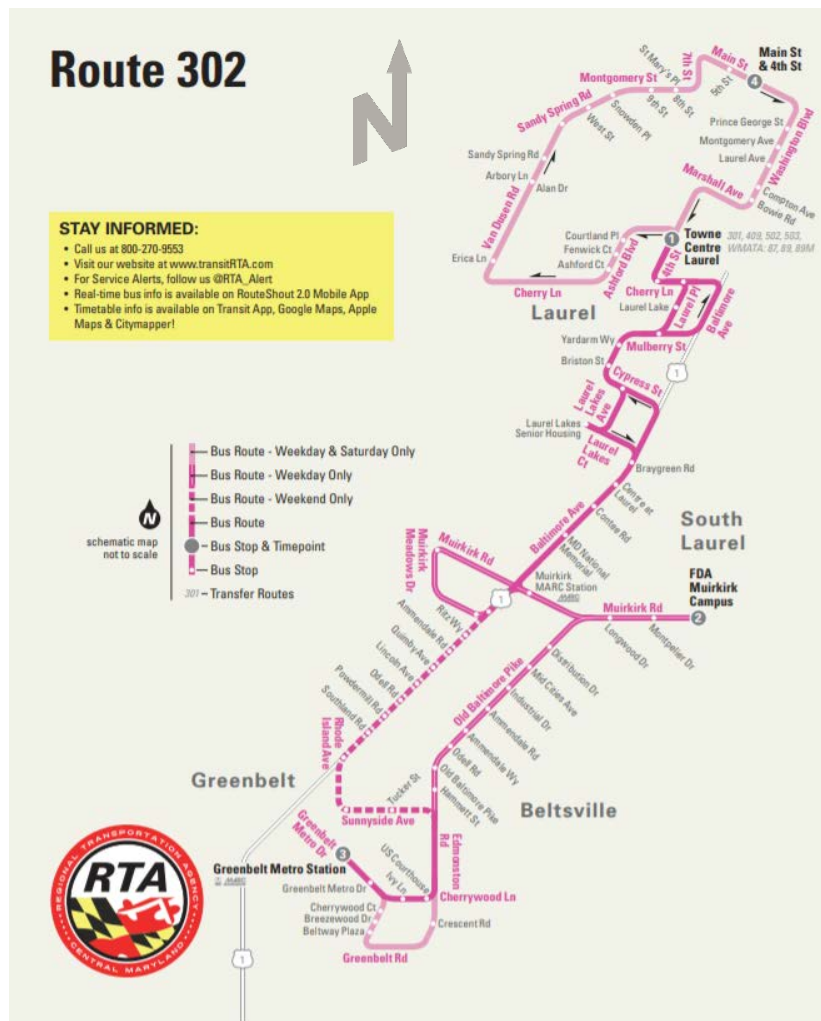 Route 302
N
STAY INFORMED:
• Call us at 800-270-9553
• Visit our website at www.transitRTA.com
• For Service Alerts, follow us @RTA_Alert
• Real-time bus info is available on RouteShout 2.0 Mobile App
• Timetable info is available on Transit App, Google Maps, Apple
Maps & Citymapper!
Main St
Main St
& 4th St
4
5th St
7th St
St Mary's Pl
8th St
9th St
Montgomery St
Snowden Pl
West St
Sandy Spring Rd
Sandy Spring Rd
Arbory Ln
Alan Dr
Van Dusen Rd
Erica Ln
Cherry Ln
Prince George St
Montgomery Ave
Laurel Ave
Washington Blvd
Compton Ave
Bowie Rd
Marshall Ave
Courtland Pl
Fenwick Ct
Ashford Ct
Ashford Blvd
1
Towne
Centre
Laurel
301, 409, 502, 503,
WMATA: 87, 89, 89M
4th St
Laurel
Cherry Ln
Laurel Lake
Laurel Pl
Baltimore
Ave
Mulberry St
Yardarm Wy
Briston St
1
Cypress St
Laurel
Lakes
Ave
Laurel Lakes
Senior Housing
Laurel
Lakes
Ct
Braygreen Rd
Centre at
Laurel
Contee Rd
Baltimore Ave
MD National
Memorial
South
Laurel
Bus Route - Weekday & Saturday Only
Bus Route - Weekday Only
Bus Route - Weekend Only
Bus Route
Bus Stop & Timepoint
Bus Stop
301 – Transfer Routes
N
schematic map
not to scale
Muirkirk
Meadows Dr
Muirkirk Rd
Muirkirk
MARC Station
MARC
1
FDA
Muirkirk
Campus
2
Muirkirk Rd
Montpelier Dr
Longwood Dr
Ritz Wy
Ammendale Rd
Quimby Ave
Lincoln Ave
Odell Rd
Powdermill Rd
Southland Rd
Rhode
Island Ave
Distribution Dr
Mid Cities Ave
Industrial Dr
Old Baltimore Pike
Ammendale Rd
Ammendale Wy
Odell Rd
Old Baltimore Pike
Hammett St
Greenbelt
Beltsville
Tucker St
Sunnyside Ave
Edmonston
Rd
Greenbelt
Metro Dr
3
Greenbelt Metro Station
Greenbelt Metro Dr
Ivy Ln
US Courthouse
Cherrywood Ln
Cherrywood Ct
Breezewood Dr
Beltway Plaza
Crescent Rd
Greenbelt Rd
1
REGIONAL TRANSPORTATION AGENCY
RTA
CENTRAL MARYLAND